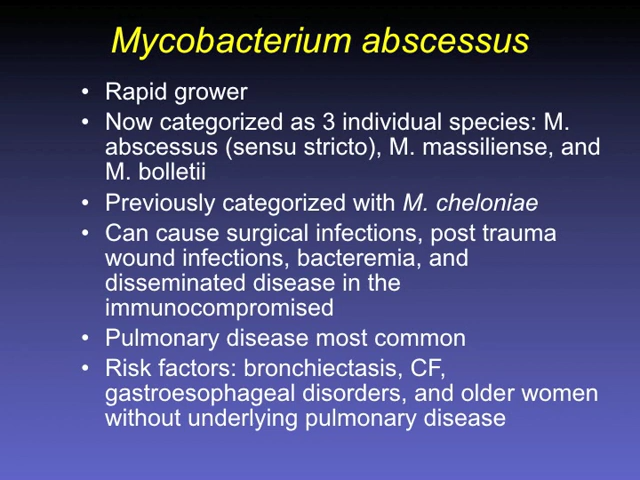 Mycobacterium abscessus
• Rapid grower
• Now categorized as 3 individual species: M.
abscessus (sensu stricto), M. massiliense, and
M. bolletii
• Previously categorized with M. cheloniae
• Can cause surgical infections, post trauma
wound infections, bacteremia, and
disseminated disease in the
immunocompromised
• Pulmonary disease most common
• Risk factors: bronchiectasis, CF,
gastroesophageal disorders, and older women
without underlying pulmonary disease